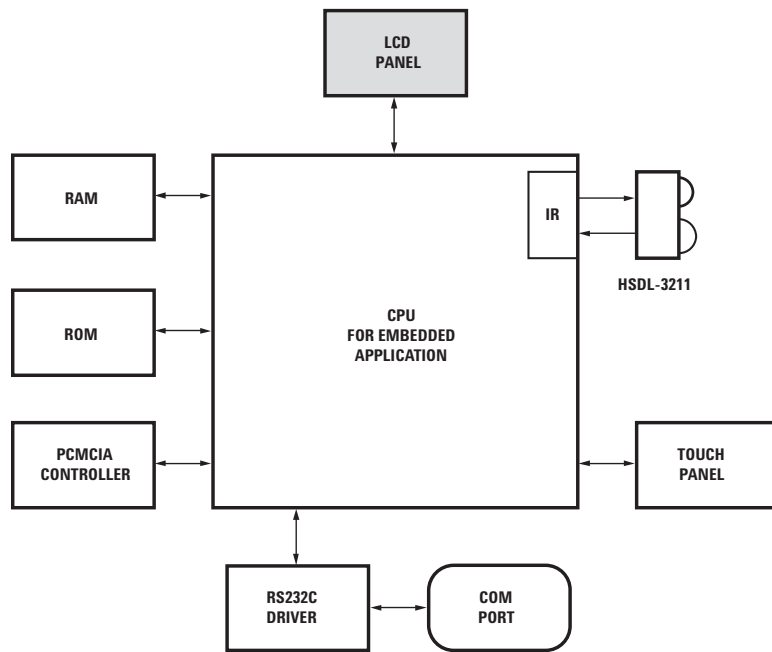 LCD
PANEL
RAM
IR
HSDL-3211
ROM
CPU
FOR EMBEDDED
APPLICATION
PCMCIA
CONTROLLER
TOUCH
PANEL
RS232C
DRIVER
COM
PORT